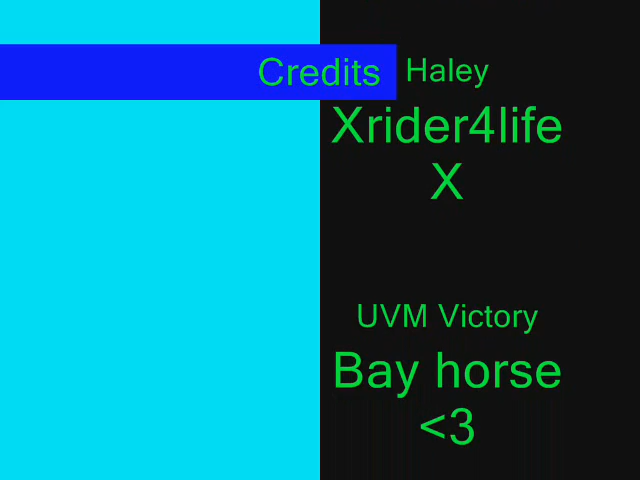 Credits
Haley
Xrider4life
X
UVM Victory
Bay horse
<3